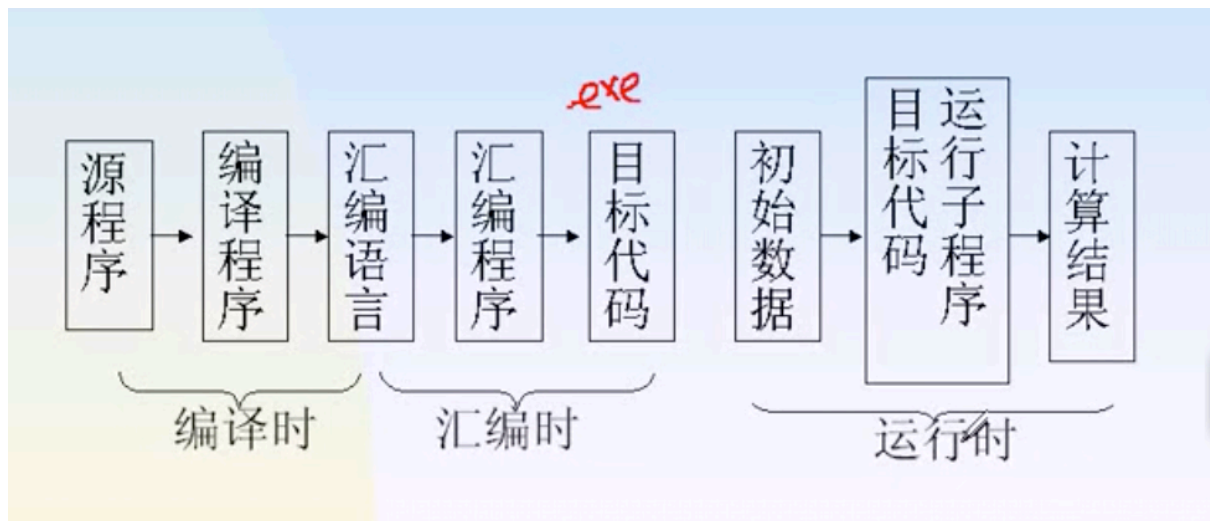 .exe
源程序
编译程序
汇编语言
汇编程序
目标代码
初始数据
目标代码
运行子程序
计算结果
编译时
汇编时
运行时